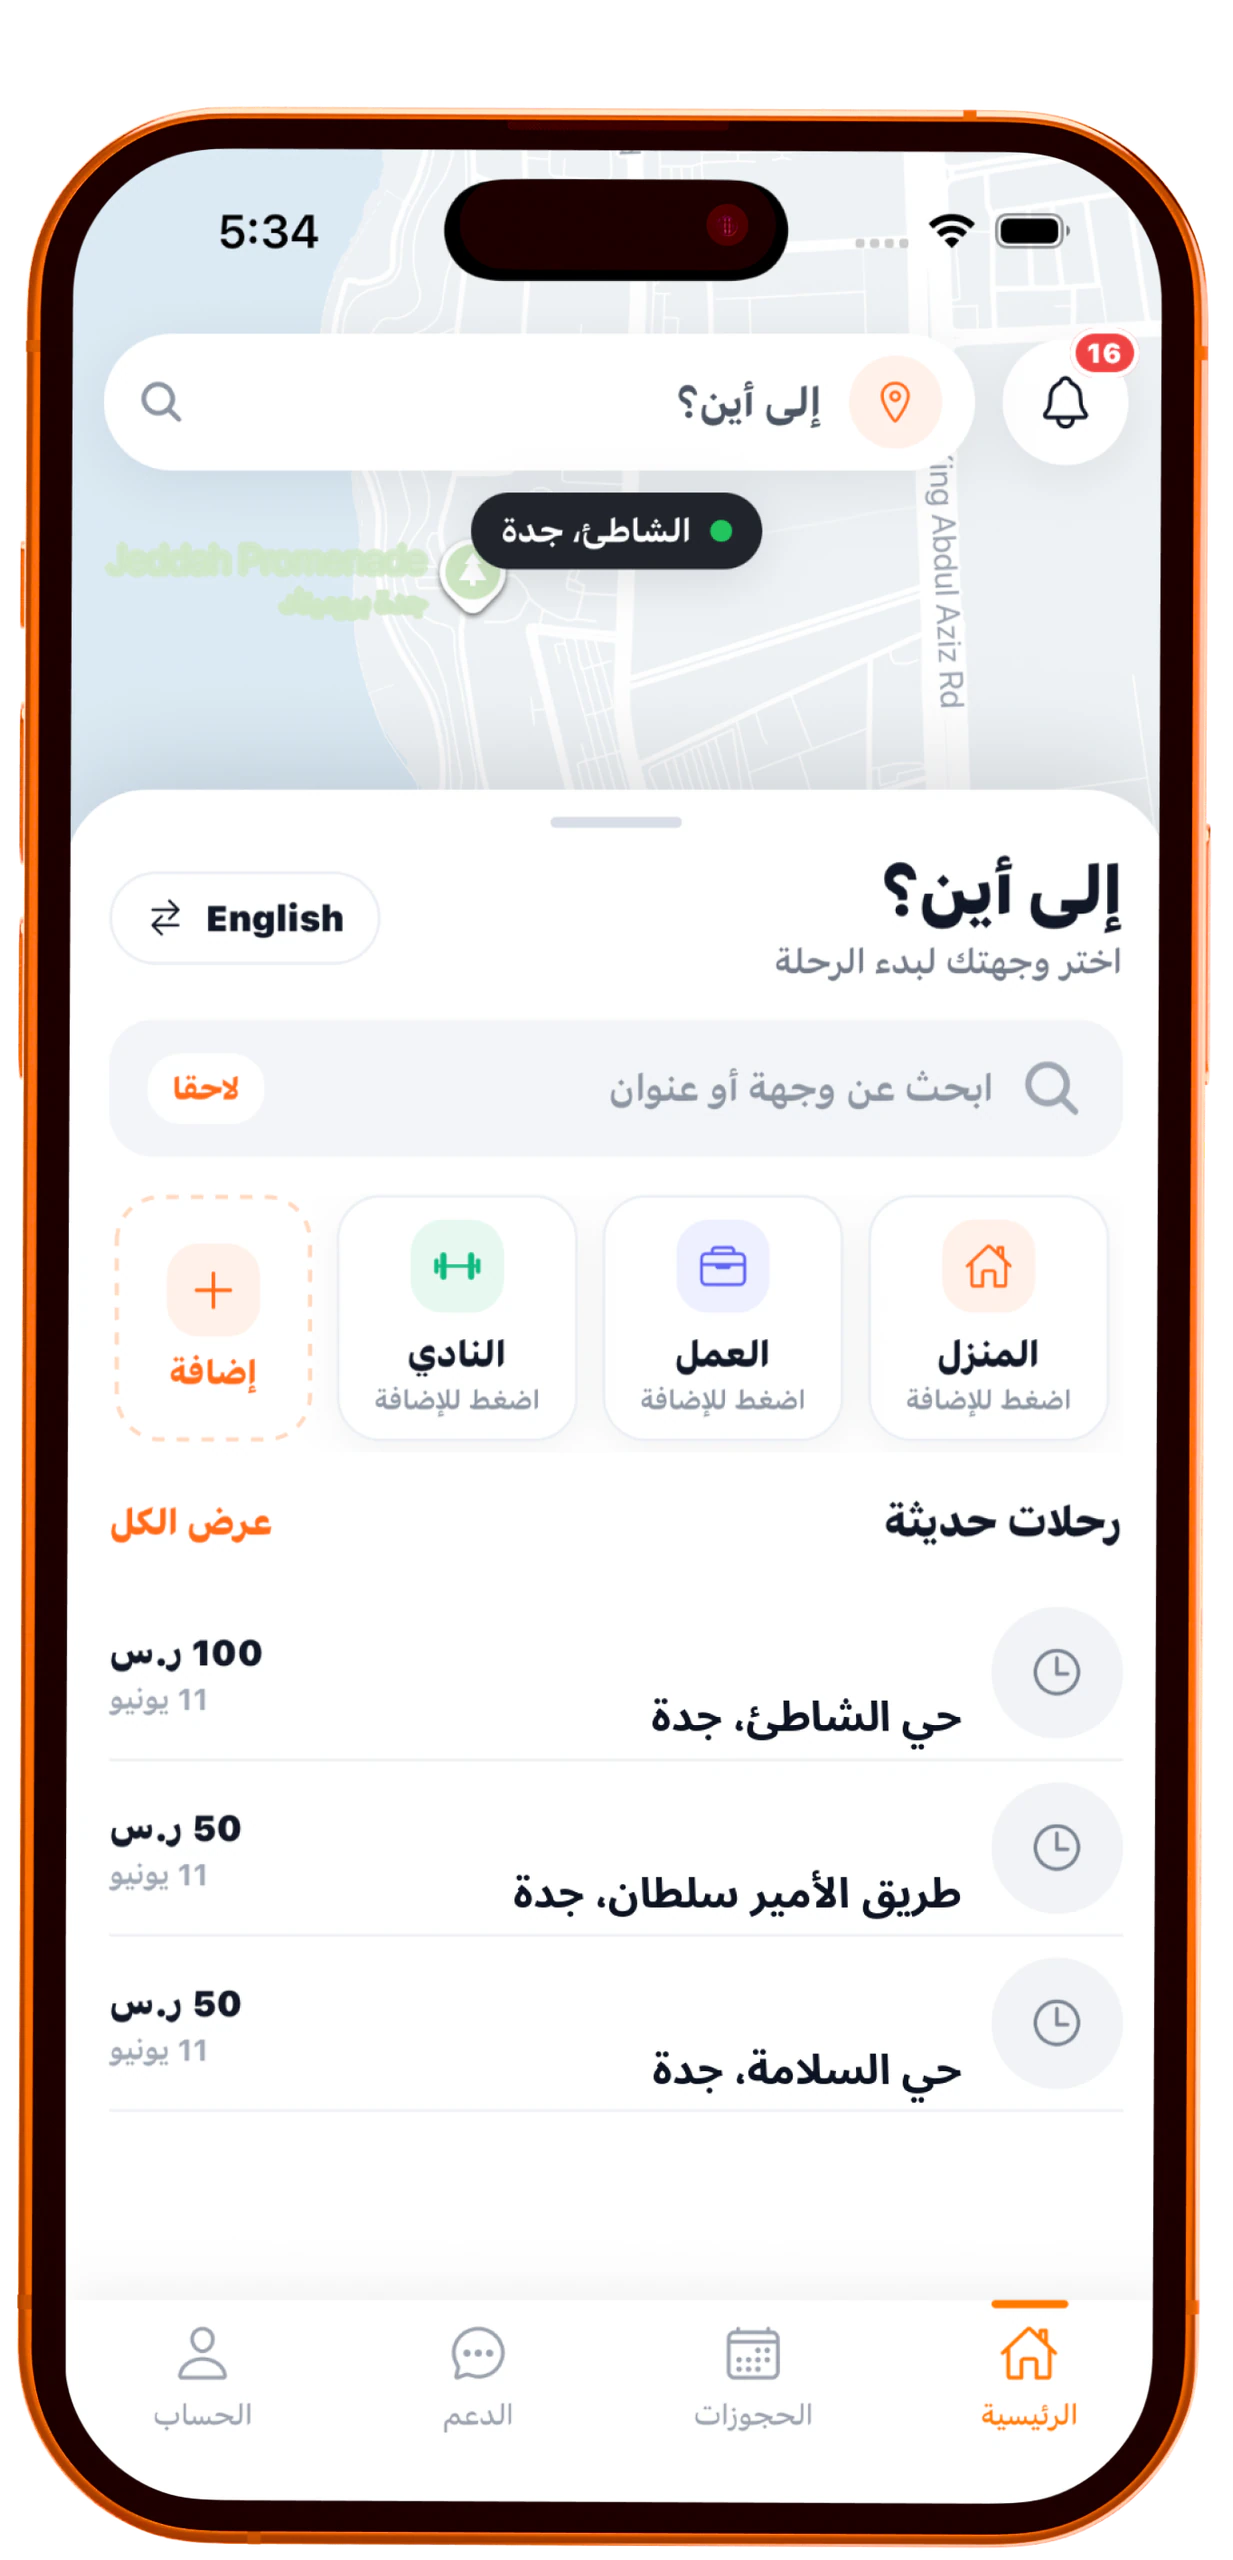 5:34
16
إلى أين؟
الشاطئ، جدة
Jeddah Promenade
ing Abdul Aziz Rd
إلى أين؟
English
اختر وجهتك لبدء الرحلة
ابحث عن وجهة أو عنوان
لاحقا
المنزل
اضغط للإضافة
العمل
اضغط للإضافة
النادي
اضغط للإضافة
إضافة
رحلات حديثة
عرض الكل
100 ر.س
11 يونيو
حي الشاطئ، جدة
50 ر.س
11 يونيو
طريق الأمير سلطان، جدة
50 ر.س
11 يونيو
حي السلامة، جدة
الرئيسية
الحجوزات
الدعم
الحساب